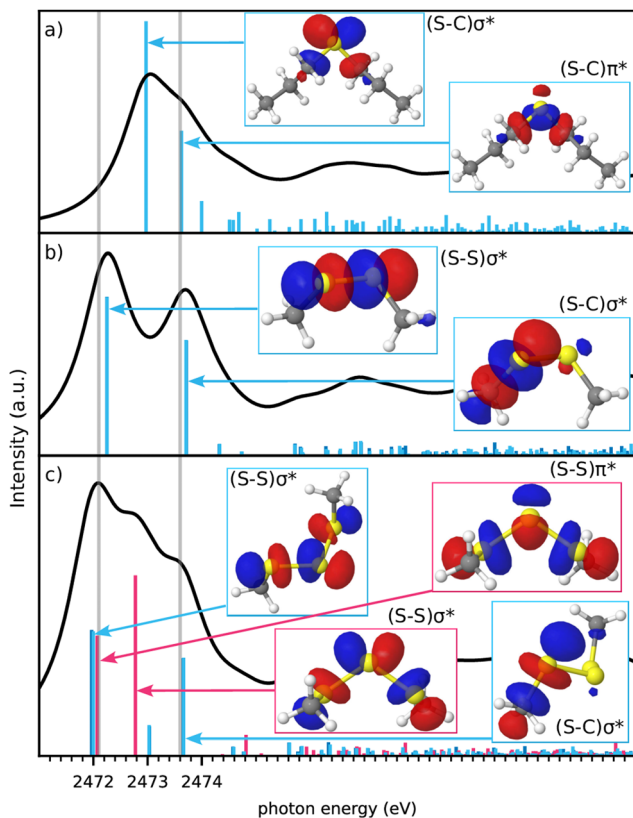 a)
(S-C)σ*
(S-C)π*
b)
(S-S)σ*
(S-C)σ*
Intensity (a.u.)
c)
(S-S)σ*
(S-S)π*
(S-S)σ*
(S-C)σ*
2472 2473 2474
photon energy (eV)